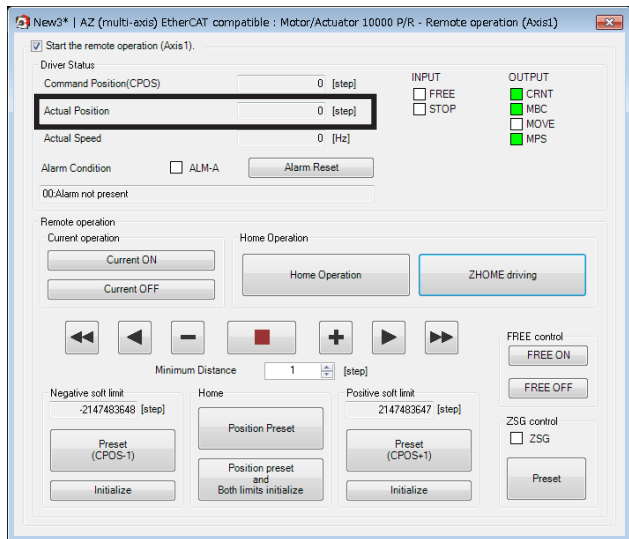 New3* | AZ (multi-axis) EtherCAT compatible : Motor/Actuator 10000 P/R - Remote operation (Axis1)
Start the remote operation (Axis1).
Driver Status
Command Position(CPOS) 0 [step]
INPUT
OUTPUT
FREE
CRNT
Actual Position 0 [step]
STOP
MBC
MOVE
Actual Speed 0 [Hz]
MPS
Alarm Condition ALM-A Alarm Reset
00:Alarm not present
Remote operation
Current operation
Home Operation
Current ON
Current OFF
Home Operation
ZHOME driving
FREE control
FREE ON
FREE OFF
Minimum Distance 1 [step]
Negative soft limit
-2147483648 [step]
Preset
(CPOS-1)
Initialize
Home
Position Preset
Position preset
and
Both limits initialize
Positive soft limit
2147483647 [step]
Preset
(CPOS+1)
Initialize
ZSG control
ZSG
Preset